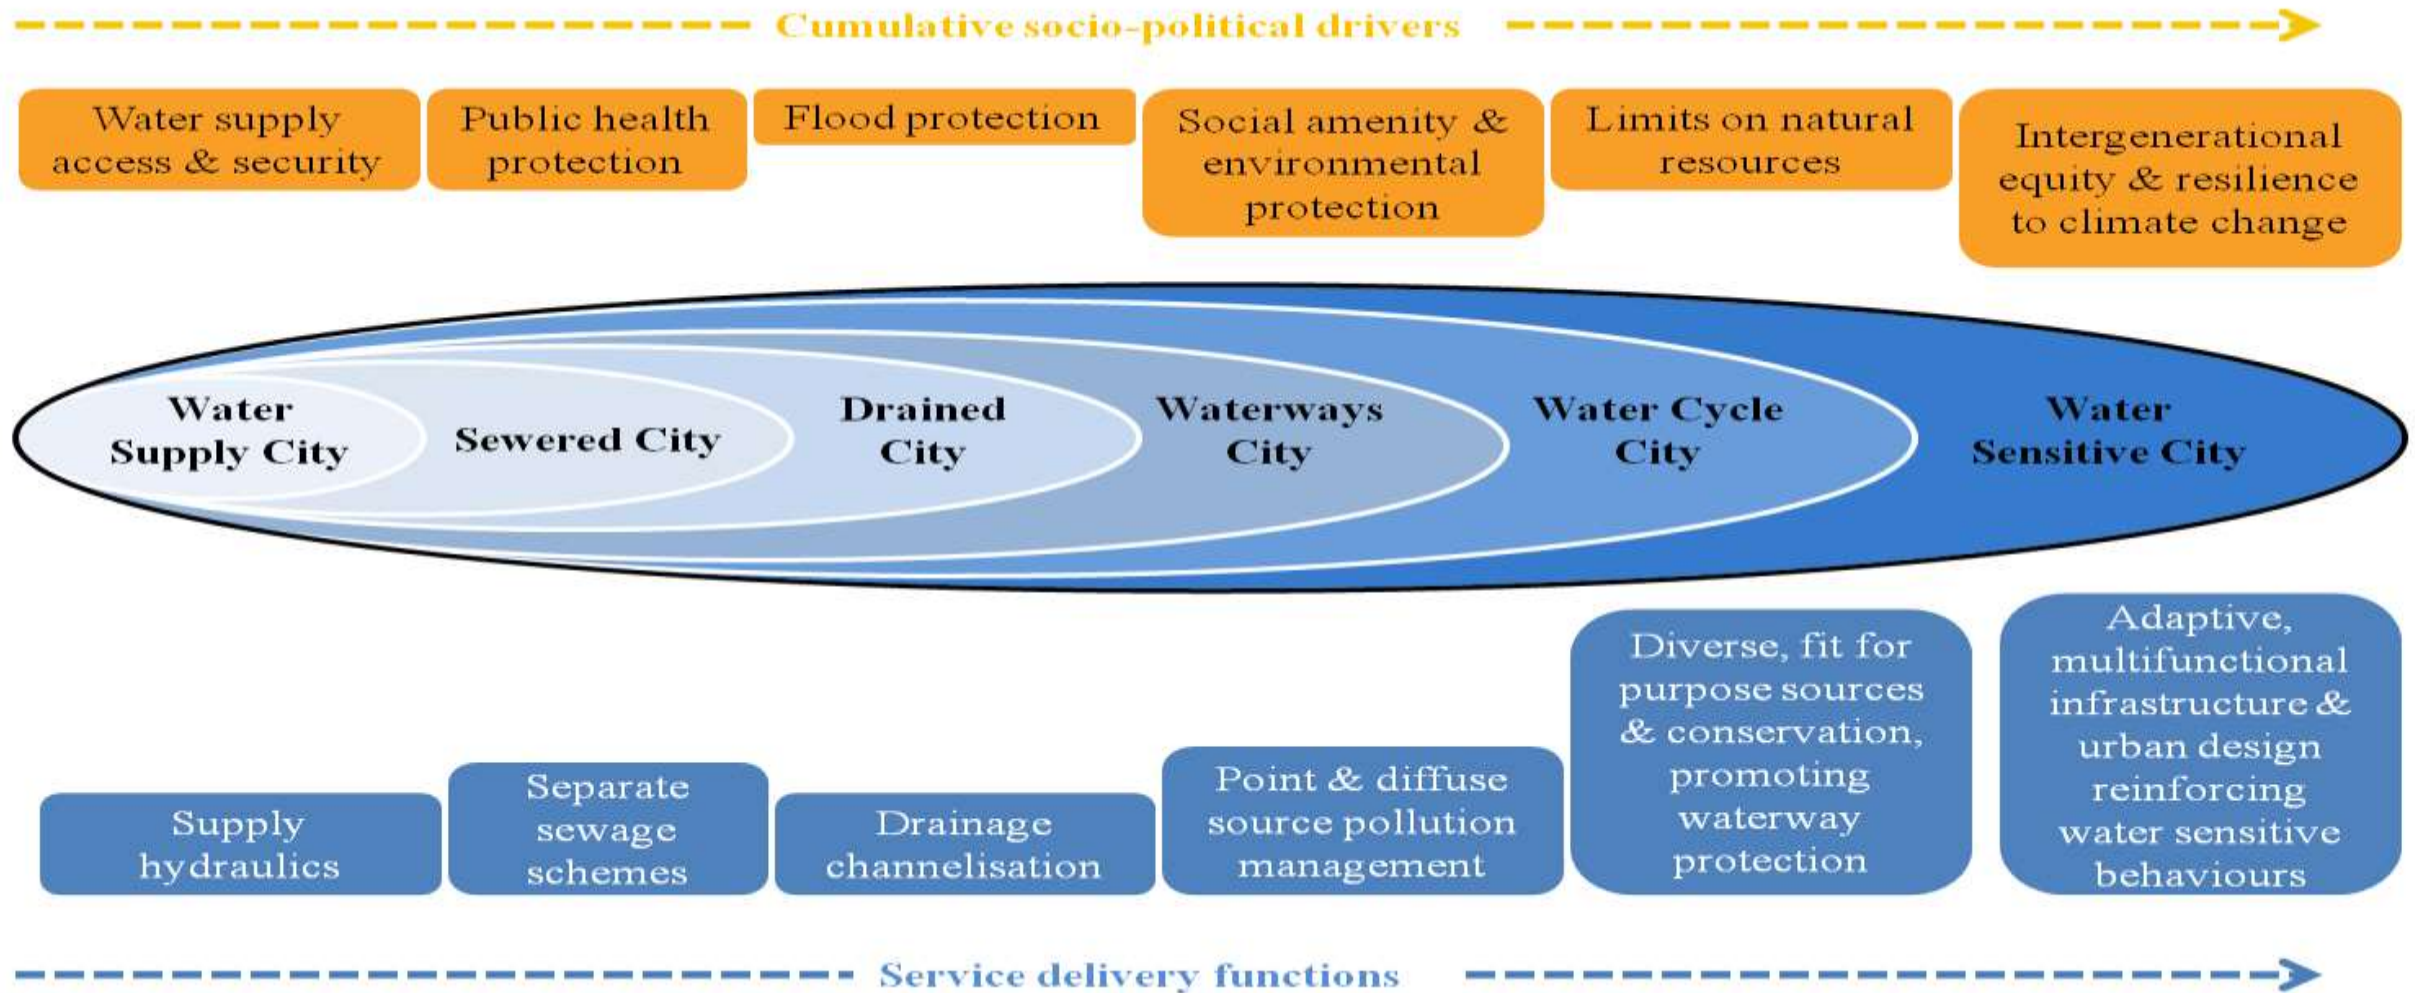 Cumulative socio-political drivers
Water supply
access & security
Public health
protection
Flood protection
Social amenity &
environmental
protection
Limits on natural
resources
Intergenerational
equity & resilience
to climate change
Water
Supply City
Sewered City
Drained
City
Waterways
City
Water Cycle
City
Water
Sensitive City
Supply
hydraulics
Separate
sewage
schemes
Drainage
channelisation
Point & diffuse
source pollution
management
Diverse, fit for
purpose sources
& conservation,
promoting
waterway
protection
Adaptive,
multifunctional
infrastructure &
urban design
reinforcing
water sensitive
behaviours
Service delivery functions